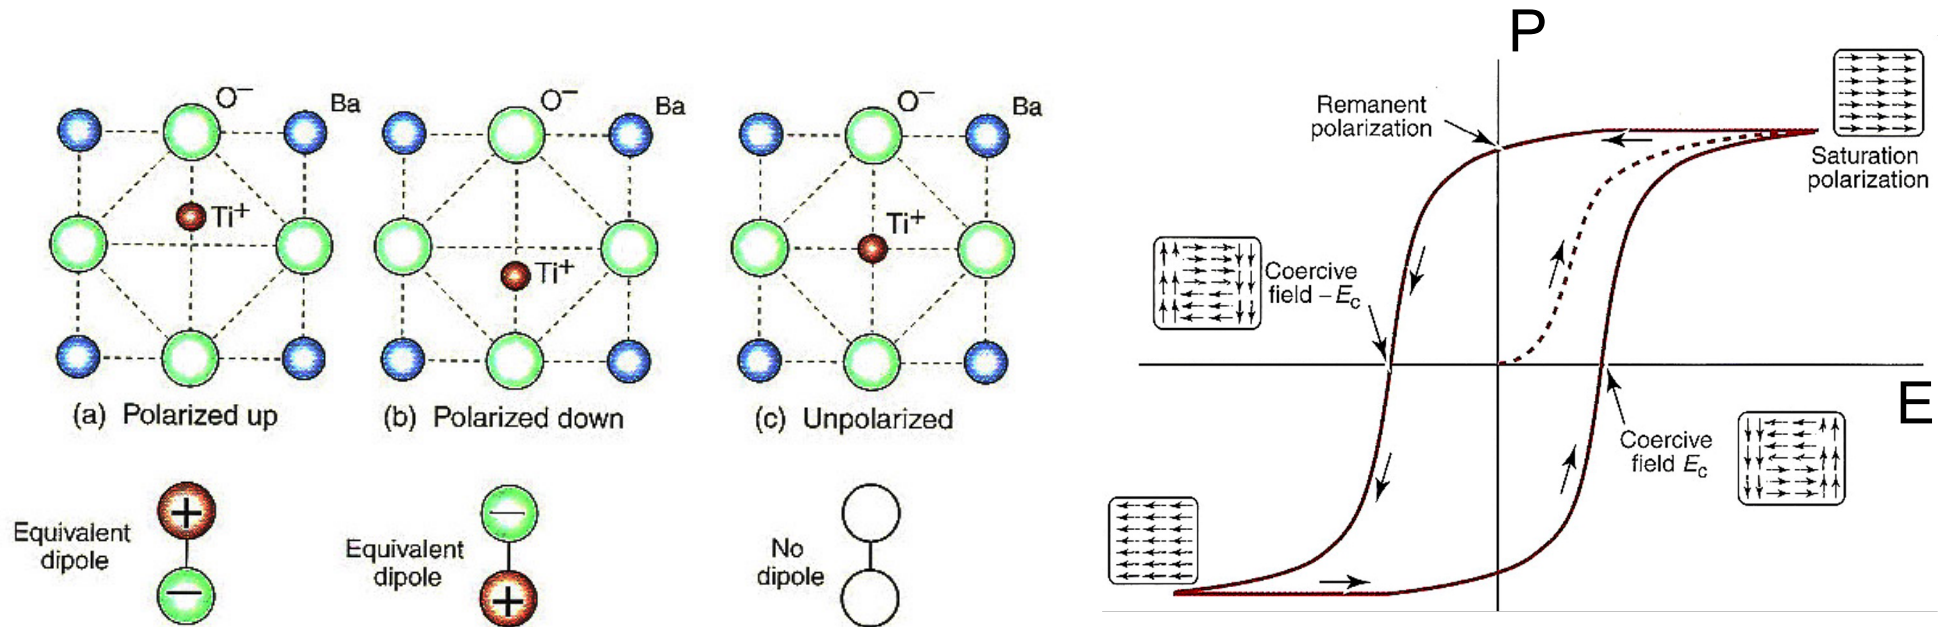 O⁻
Ba
Ti⁺
(a) Polarized up
+
−
Equivalent
dipole
O⁻
Ba
Ti⁺
(b) Polarized down
−
+
Equivalent
dipole
O⁻
Ba
Ti⁺
(c) Unpolarized
No
dipole
P
Remanent
polarization
Saturation
polarization
Coercive
field −Ec
E
Coercive
field Ec